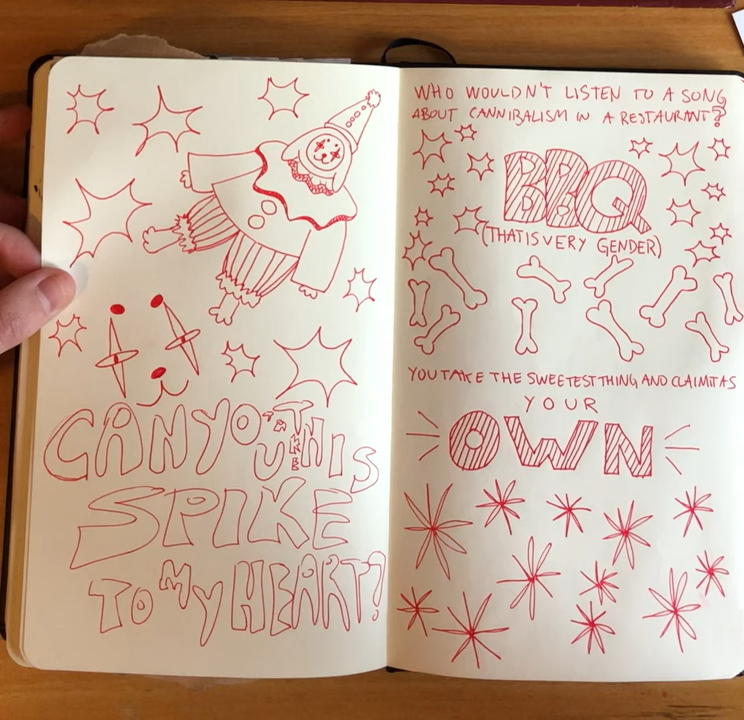 CAN YOU TAKE THIS
SPIKE
TO MY HEART?
WHO WOULDN'T LISTEN TO A SONG
ABOUT CANNIBALISM IN A RESTAURANT?
BBQ
(THAT IS VERY GENDER)
YOU TAKE THE SWEETEST THING AND CLAIM IT AS
YOUR
OWN